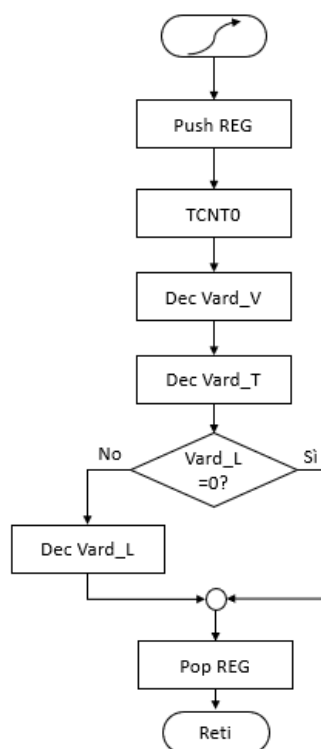 Push REG
TCNT0
Dec Vard_V
Dec Vard_T
Vard_L
=0?
No
Sì
Dec Vard_L
Pop REG
Reti